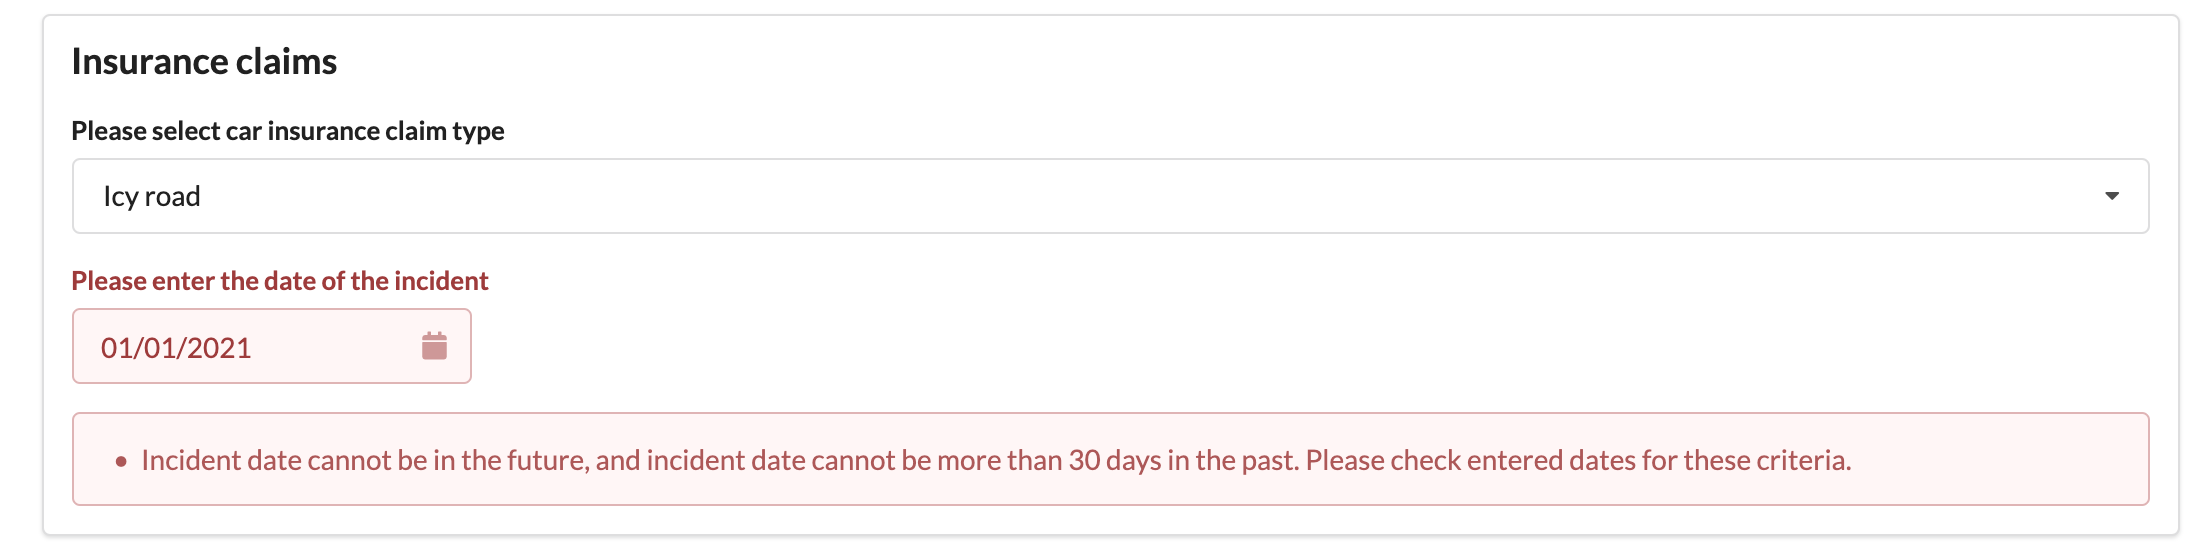 Insurance claims
Please select car insurance claim type
Icy road
Please enter the date of the incident
01/01/2021
Incident date cannot be in the future, and incident date cannot be more than 30 days in the past. Please check entered dates for these criteria.